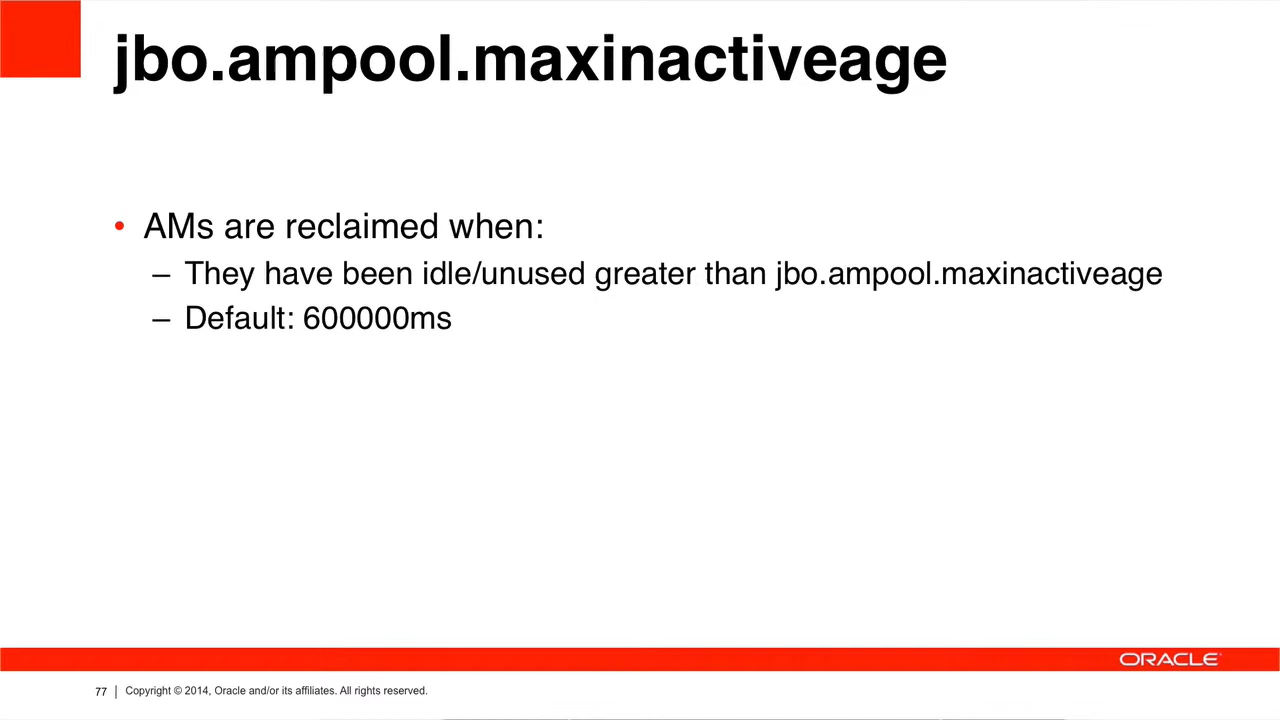 jbo.ampool.maxinactiveage
• AMs are reclaimed when:
– They have been idle/unused greater than jbo.ampool.maxinactiveage
– Default: 600000ms
ORACLE
77 | Copyright © 2014, Oracle and/or its affiliates. All rights reserved.